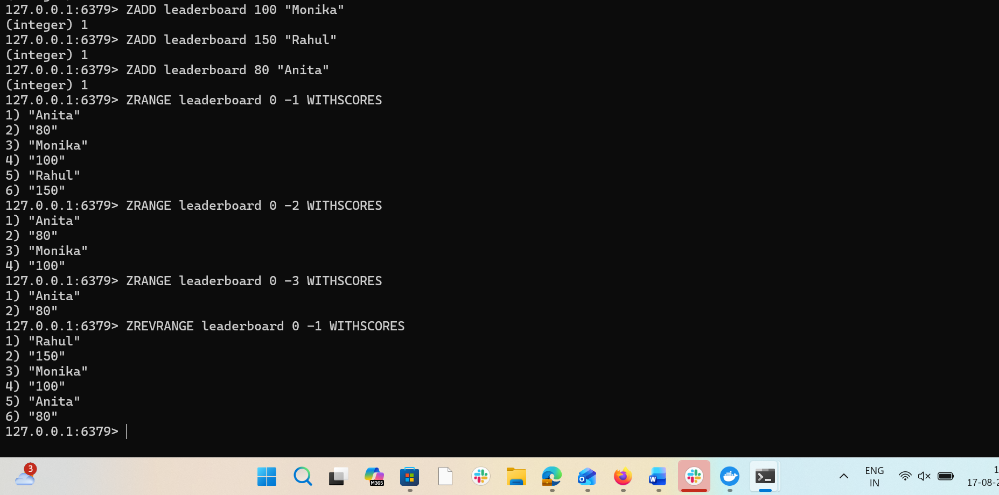 127.0.0.1:6379> ZADD leaderboard 100 "Monika"
(integer) 1
127.0.0.1:6379> ZADD leaderboard 150 "Rahul"
(integer) 1
127.0.0.1:6379> ZADD leaderboard 80 "Anita"
(integer) 1
127.0.0.1:6379> ZRANGE leaderboard 0 -1 WITHSCORES
1) "Anita"
2) "80"
3) "Monika"
4) "100"
5) "Rahul"
6) "150"
127.0.0.1:6379> ZRANGE leaderboard 0 -2 WITHSCORES
1) "Anita"
2) "80"
3) "Monika"
4) "100"
127.0.0.1:6379> ZRANGE leaderboard 0 -3 WITHSCORES
1) "Anita"
2) "80"
127.0.0.1:6379> ZREVRANGE leaderboard 0 -1 WITHSCORES
1) "Rahul"
2) "150"
3) "Monika"
4) "100"
5) "Anita"
6) "80"
127.0.0.1:6379>
3
M365
O
W
ENG
IN
17-08-